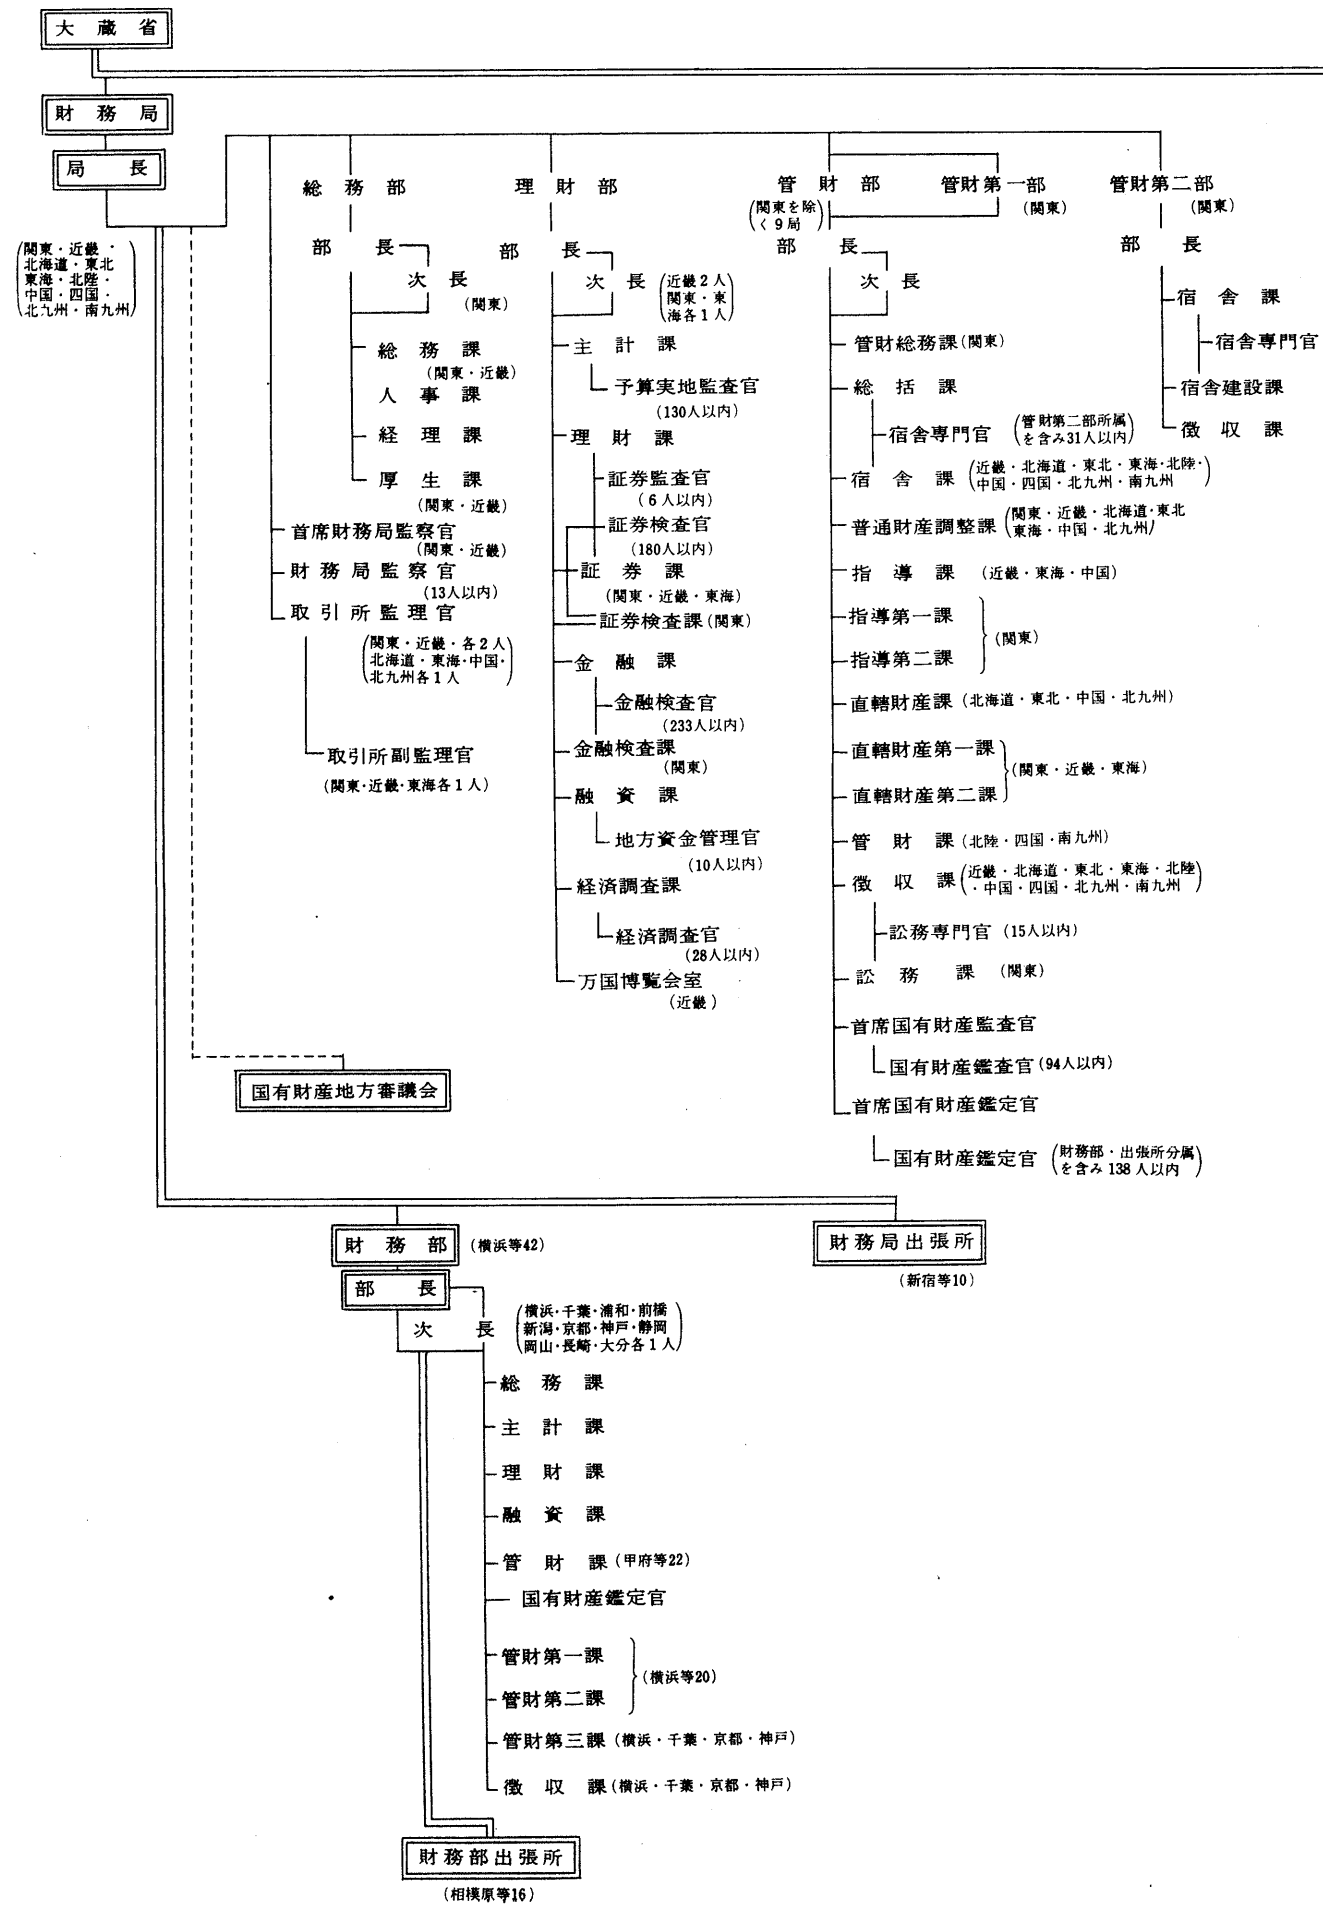 大蔵省
財務局
局長
(関東・近畿・
北海道・東北
東海・北陸・
中国・四国・
北九州・南九州)
総務部
部長
次長
(関東)
総務課
(関東・近畿)
人事課
経理課
厚生課
(関東・近畿)
首席財務局監察官
(関東・近畿)
財務局監察官
(13人以内)
取引所監理官
(関東・近畿・各2人
北海道・東海・中国・
北九州各1人)
取引所副監理官
(関東・近畿・東海各1人)
理財部
部長
次長
(近畿2人
関東・東
海各1人)
主計課
予算実地監査官
(130人以内)
理財課
証券監査官
(6人以内)
証券検査官
(180人以内)
証券課
(関東・近畿・東海)
証券検査課(関東)
金融課
金融検査官
(233人以内)
金融検査課
(関東)
融資課
地方資金管理官
(10人以内)
経済調査課
経済調査官
(28人以内)
万国博覧会室
(近畿)
管財部
(関東を除
く9局)
管財第一部
(関東)
部長
次長
管財総務課(関東)
総括課
宿舎専門官
(管財第二部所属
を含み31人以内)
宿舎課
(近畿・北海道・東北・東海・北陸・
中国・四国・北九州・南九州)
普通財産調整課
(関東・近畿・北海道・東北
東海・中国・北九州)
指導課 (近畿・東海・中国)
指導第一課
指導第二課
(関東)
直轄財産課(北海道・東北・中国・北九州)
直轄財産第一課
直轄財産第二課
(関東・近畿・東海)
管財課(北陸・四国・南九州)
徴収課
(近畿・北海道・東北・東海・北陸
・中国・四国・北九州・南九州)
訟務専門官(15人以内)
訟務課 (関東)
首席国有財産監査官
国有財産鑑査官(94人以内)
首席国有財産鑑定官
国有財産鑑定官
(財務部・出張所分属
を含み138人以内)
管財第二部
(関東)
部長
宿舎課
宿舎専門官
宿舎建設課
徴収課
国有財産地方審議会
財務部
(横浜等42)
部長
次長
(横浜・千葉・浦和・前橋
新潟・京都・神戸・静岡
岡山・長崎・大分各1人)
総務課
主計課
理財課
融資課
管財課(甲府等22)
国有財産鑑定官
管財第一課
管財第二課
(横浜等20)
管財第三課(横浜・千葉・京都・神戸)
徴収課(横浜・千葉・京都・神戸)
財務部出張所
(相模原等16)
財務局出張所
(新宿等10)